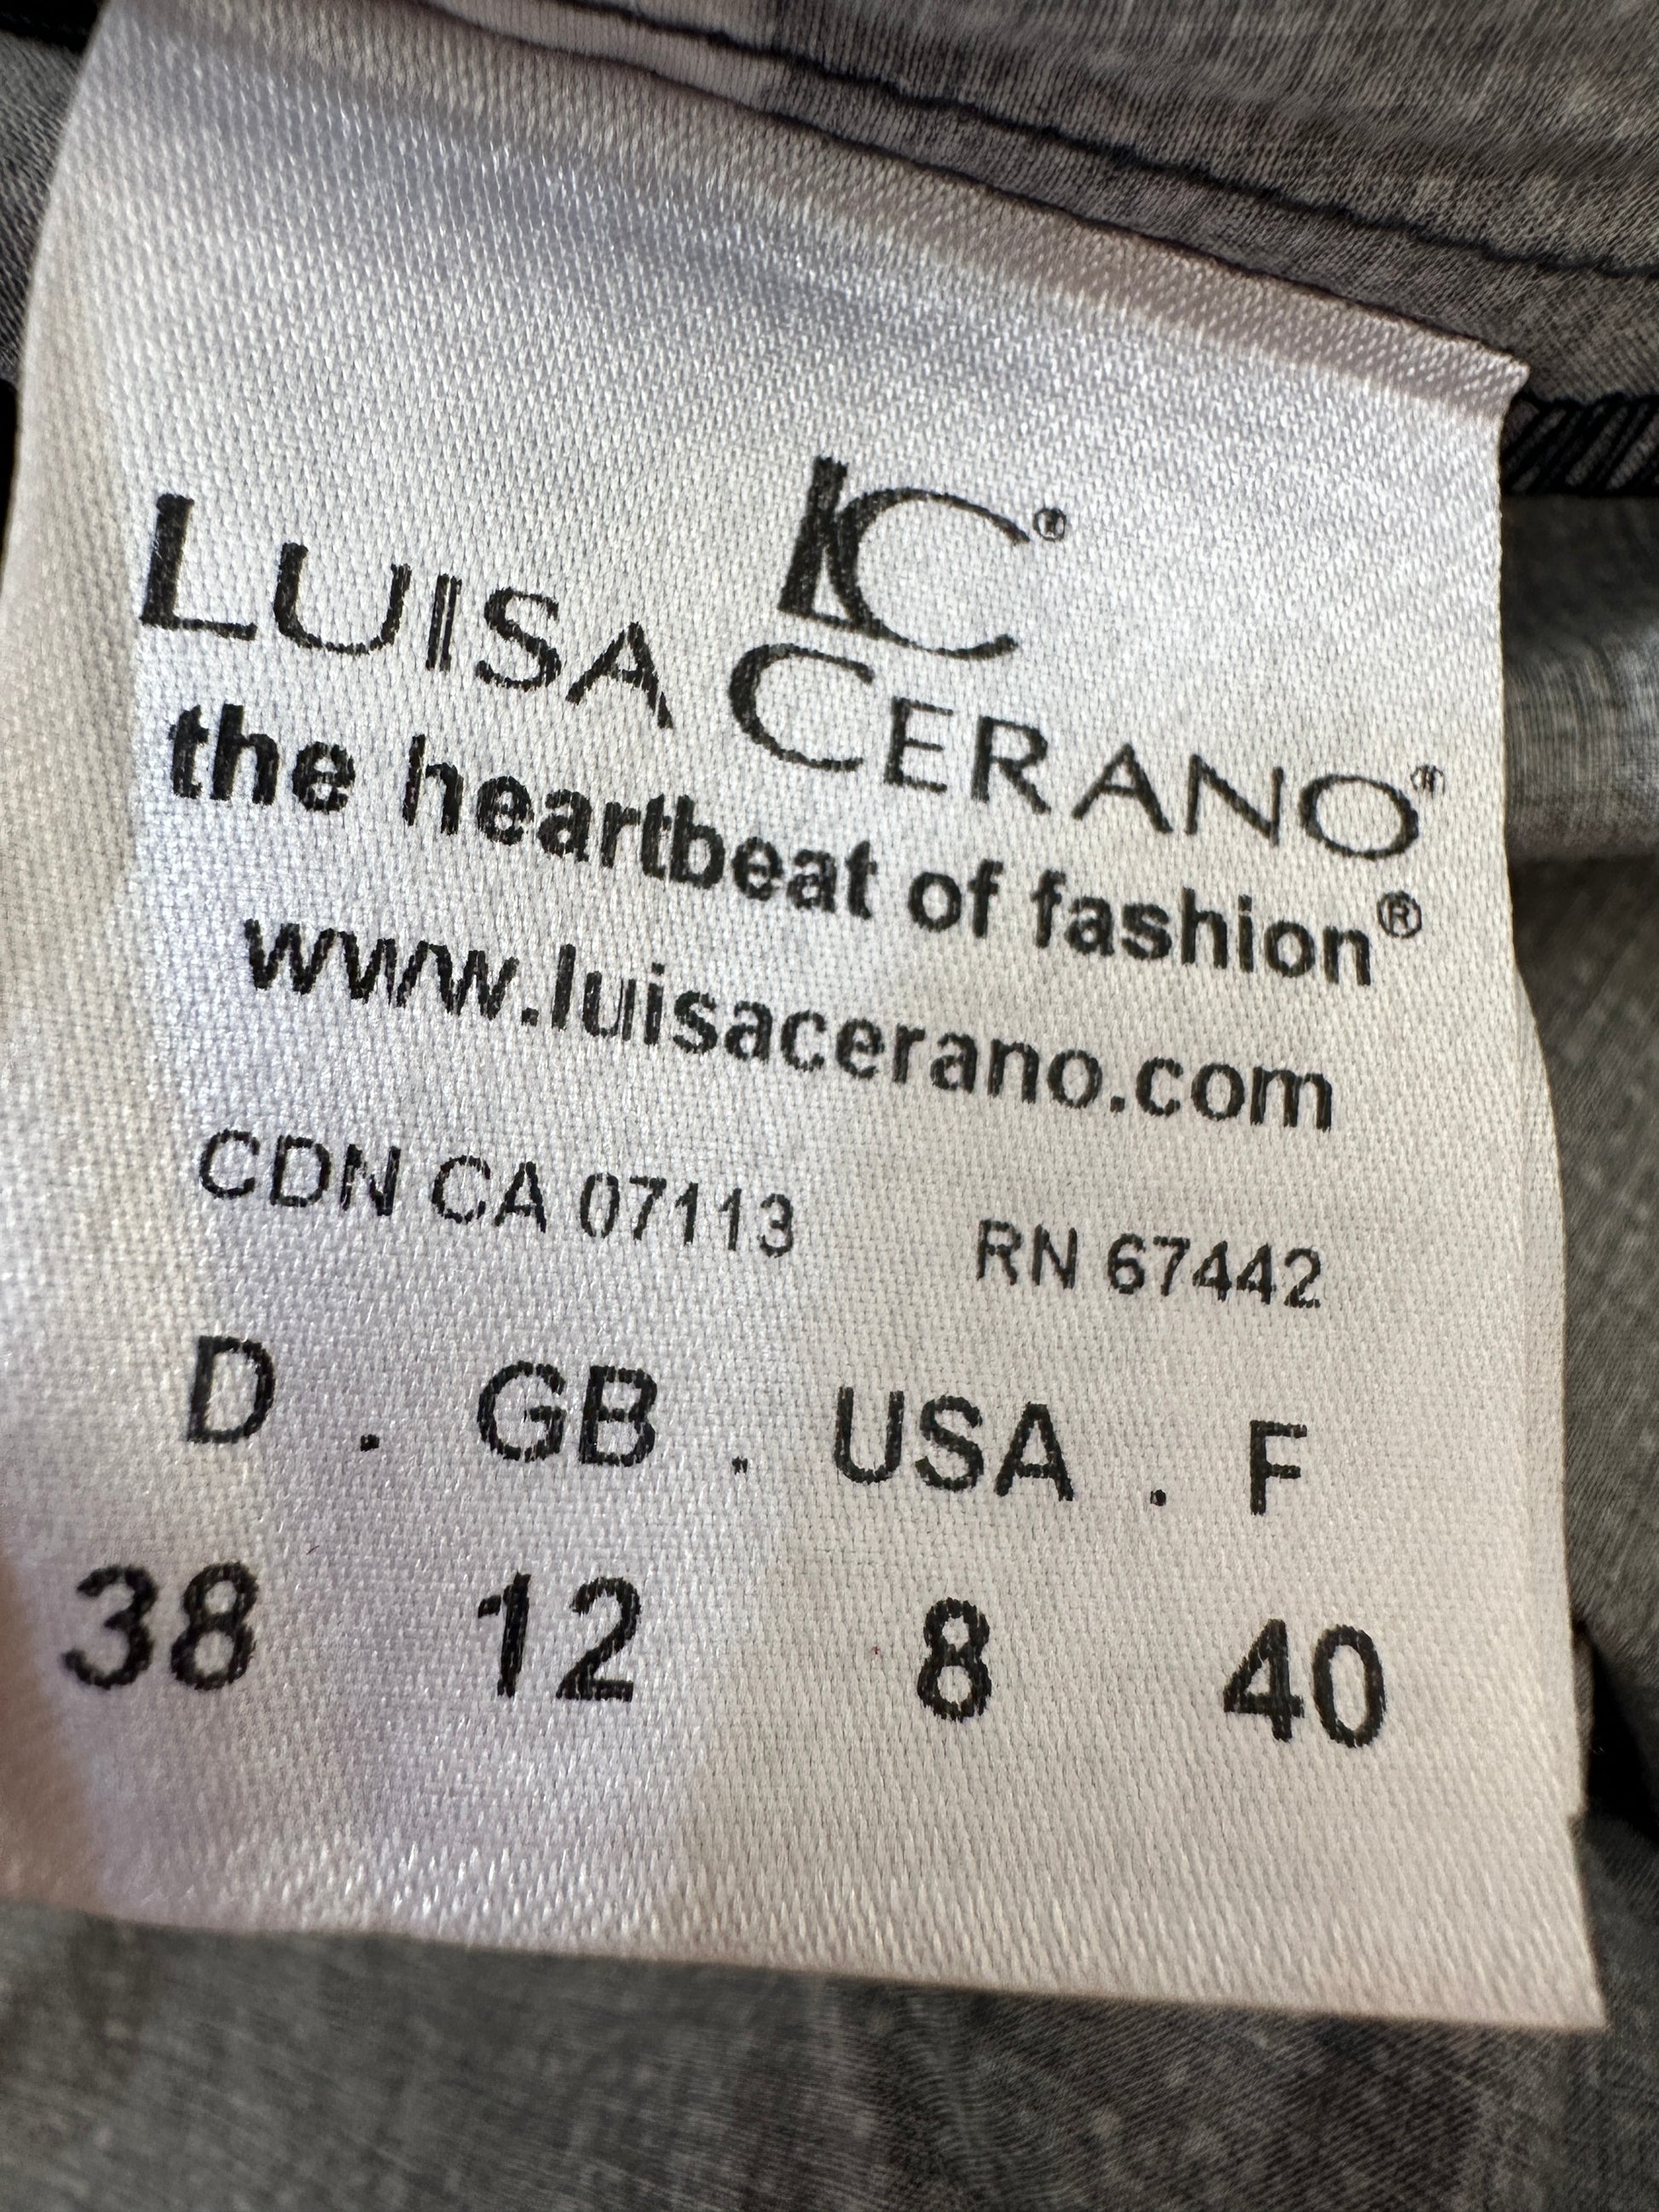 LC®
LUISA CERANO®
the heartbeat of fashion®
www.luisacerano.com
CDN CA 07113 RN 67442
D . GB . USA . F
38 12 8 40